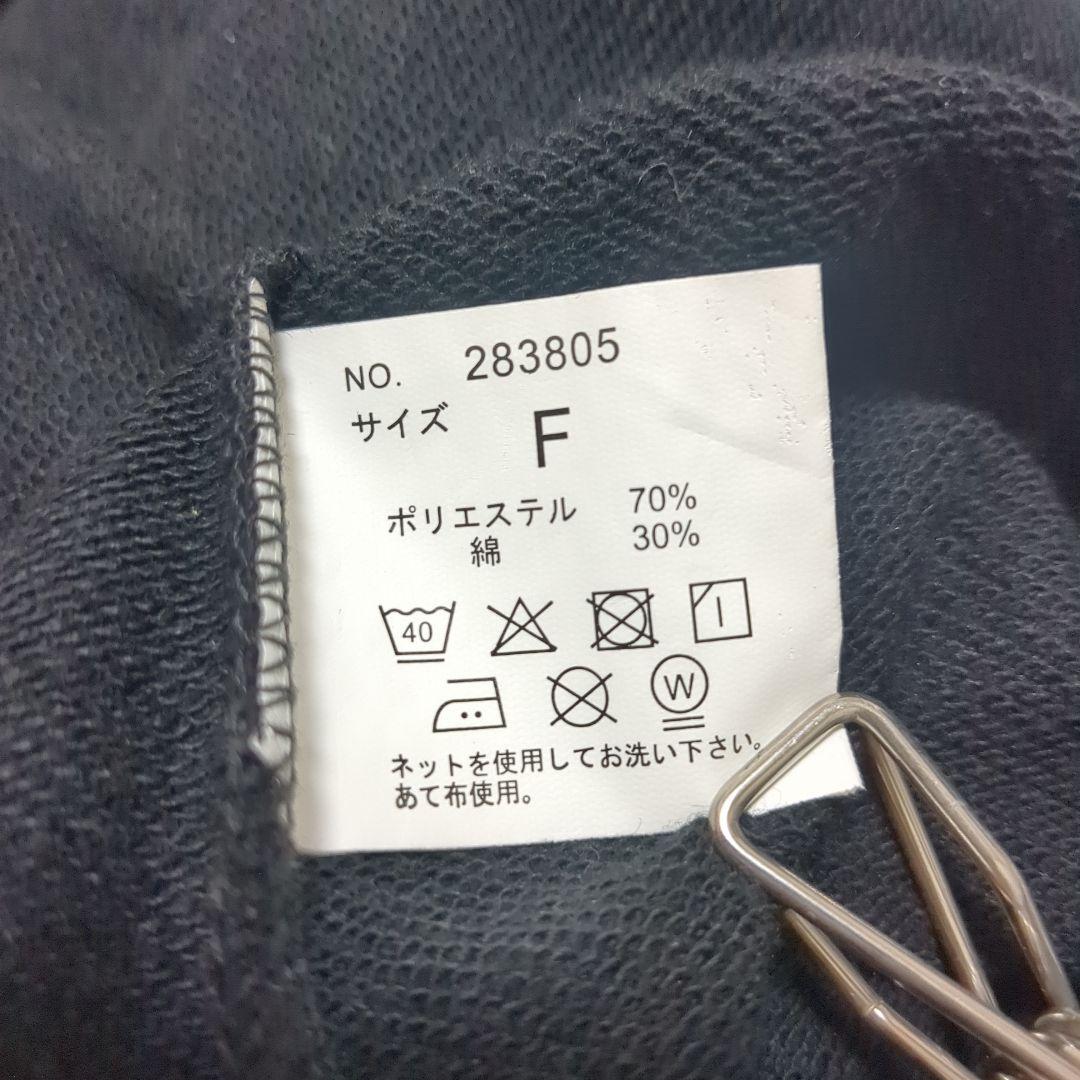 NO. 283805
サイズ F
ポリエステル 70%
綿 30%
40
W
ネットを使用してお洗い下さい。
あて布使用。